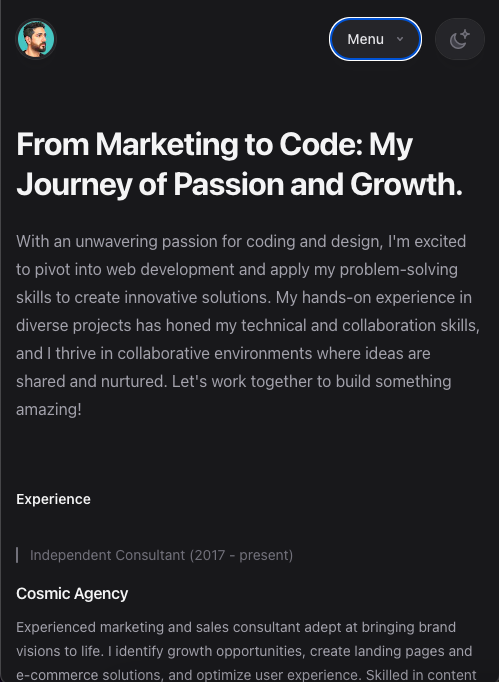 Menu
From Marketing to Code: My
Journey of Passion and Growth.
With an unwavering passion for coding and design, I'm excited
to pivot into web development and apply my problem-solving
skills to create innovative solutions. My hands-on experience in
diverse projects has honed my technical and collaboration skills,
and I thrive in collaborative environments where ideas are
shared and nurtured. Let's work together to build something
amazing!
Experience
Independent Consultant (2017 - present)
Cosmic Agency
Experienced marketing and sales consultant adept at bringing brand
visions to life. I identify growth opportunities, create landing pages and
e-commerce solutions, and optimize user experience. Skilled in content